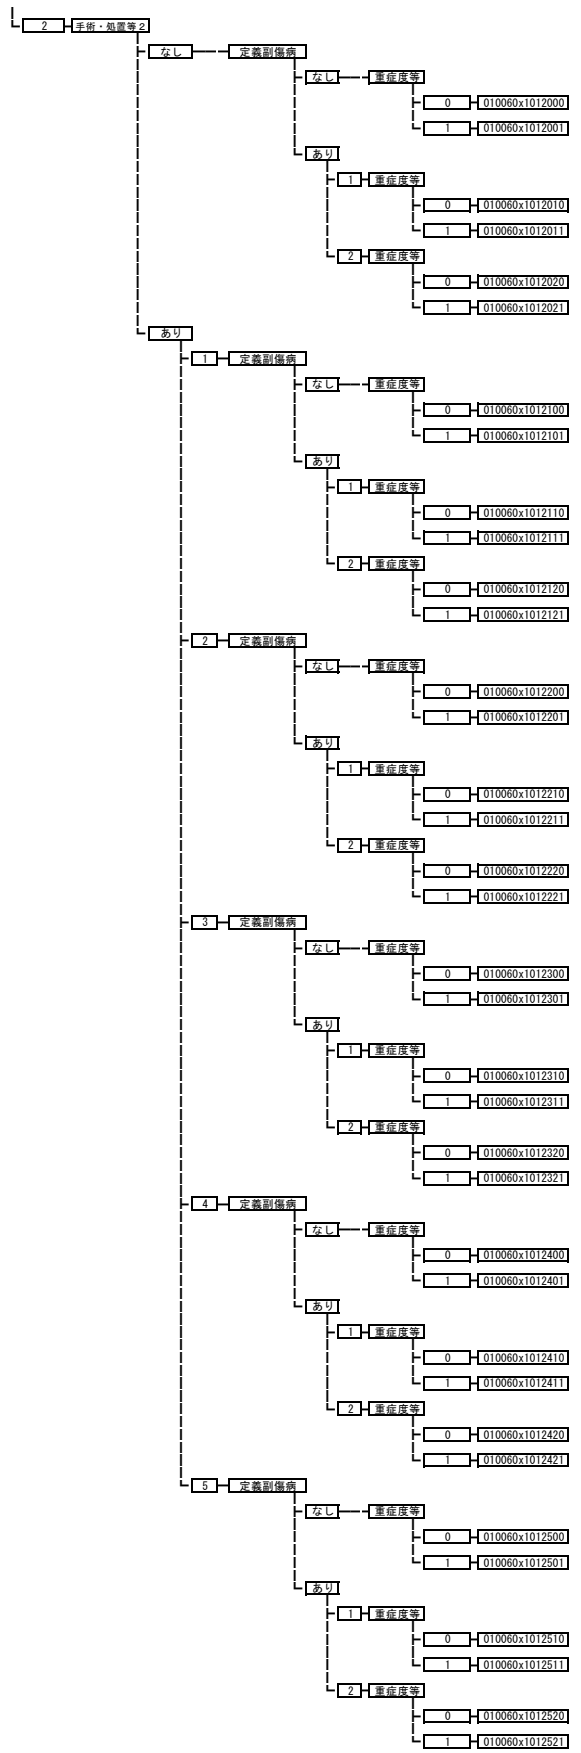 2 手術・処置等２
なし 定義副傷病
なし 重症度等
0 010060x1012000
1 010060x1012001
あり
1 重症度等
0 010060x1012010
1 010060x1012011
2 重症度等
0 010060x1012020
1 010060x1012021
あり
1 定義副傷病
なし 重症度等
0 010060x1012100
1 010060x1012101
あり
1 重症度等
0 010060x1012110
1 010060x1012111
2 重症度等
0 010060x1012120
1 010060x1012121
2 定義副傷病
なし 重症度等
0 010060x1012200
1 010060x1012201
あり
1 重症度等
0 010060x1012210
1 010060x1012211
2 重症度等
0 010060x1012220
1 010060x1012221
3 定義副傷病
なし 重症度等
0 010060x1012300
1 010060x1012301
あり
1 重症度等
0 010060x1012310
1 010060x1012311
2 重症度等
0 010060x1012320
1 010060x1012321
4 定義副傷病
なし 重症度等
0 010060x1012400
1 010060x1012401
あり
1 重症度等
0 010060x1012410
1 010060x1012411
2 重症度等
0 010060x1012420
1 010060x1012421
5 定義副傷病
なし 重症度等
0 010060x1012500
1 010060x1012501
あり
1 重症度等
0 010060x1012510
1 010060x1012511
2 重症度等
0 010060x1012520
1 010060x1012521